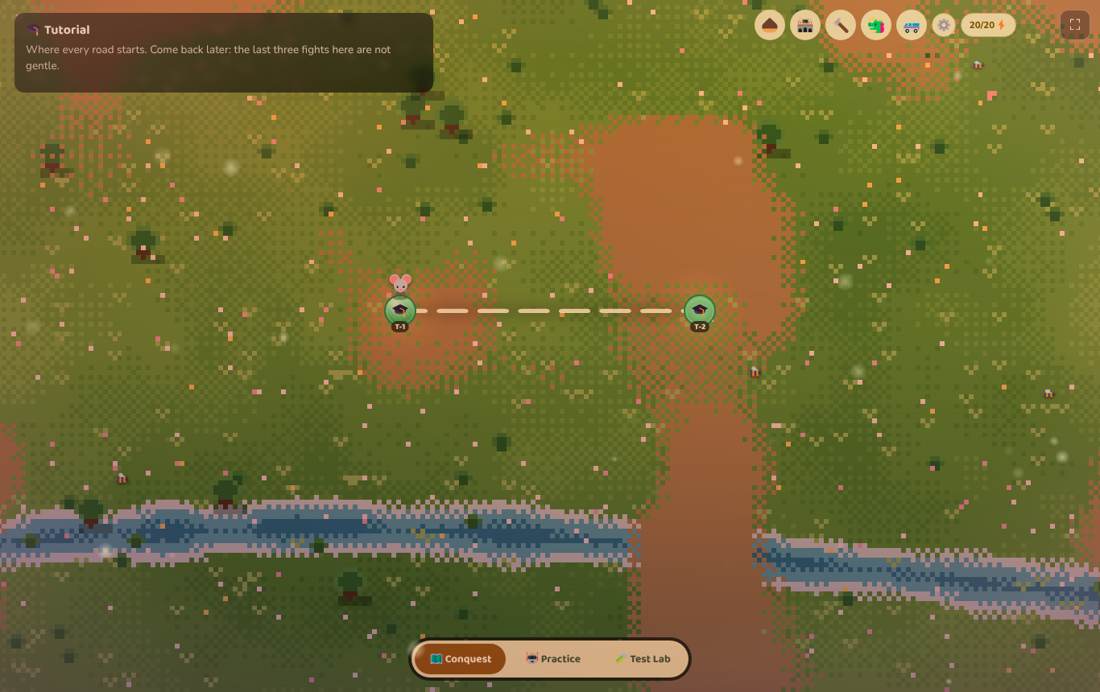 Tutorial
Where every road starts. Come back later: the last three fights here are not
gentle.
20/20
T-1
T-2
Conquest
Practice
Test Lab